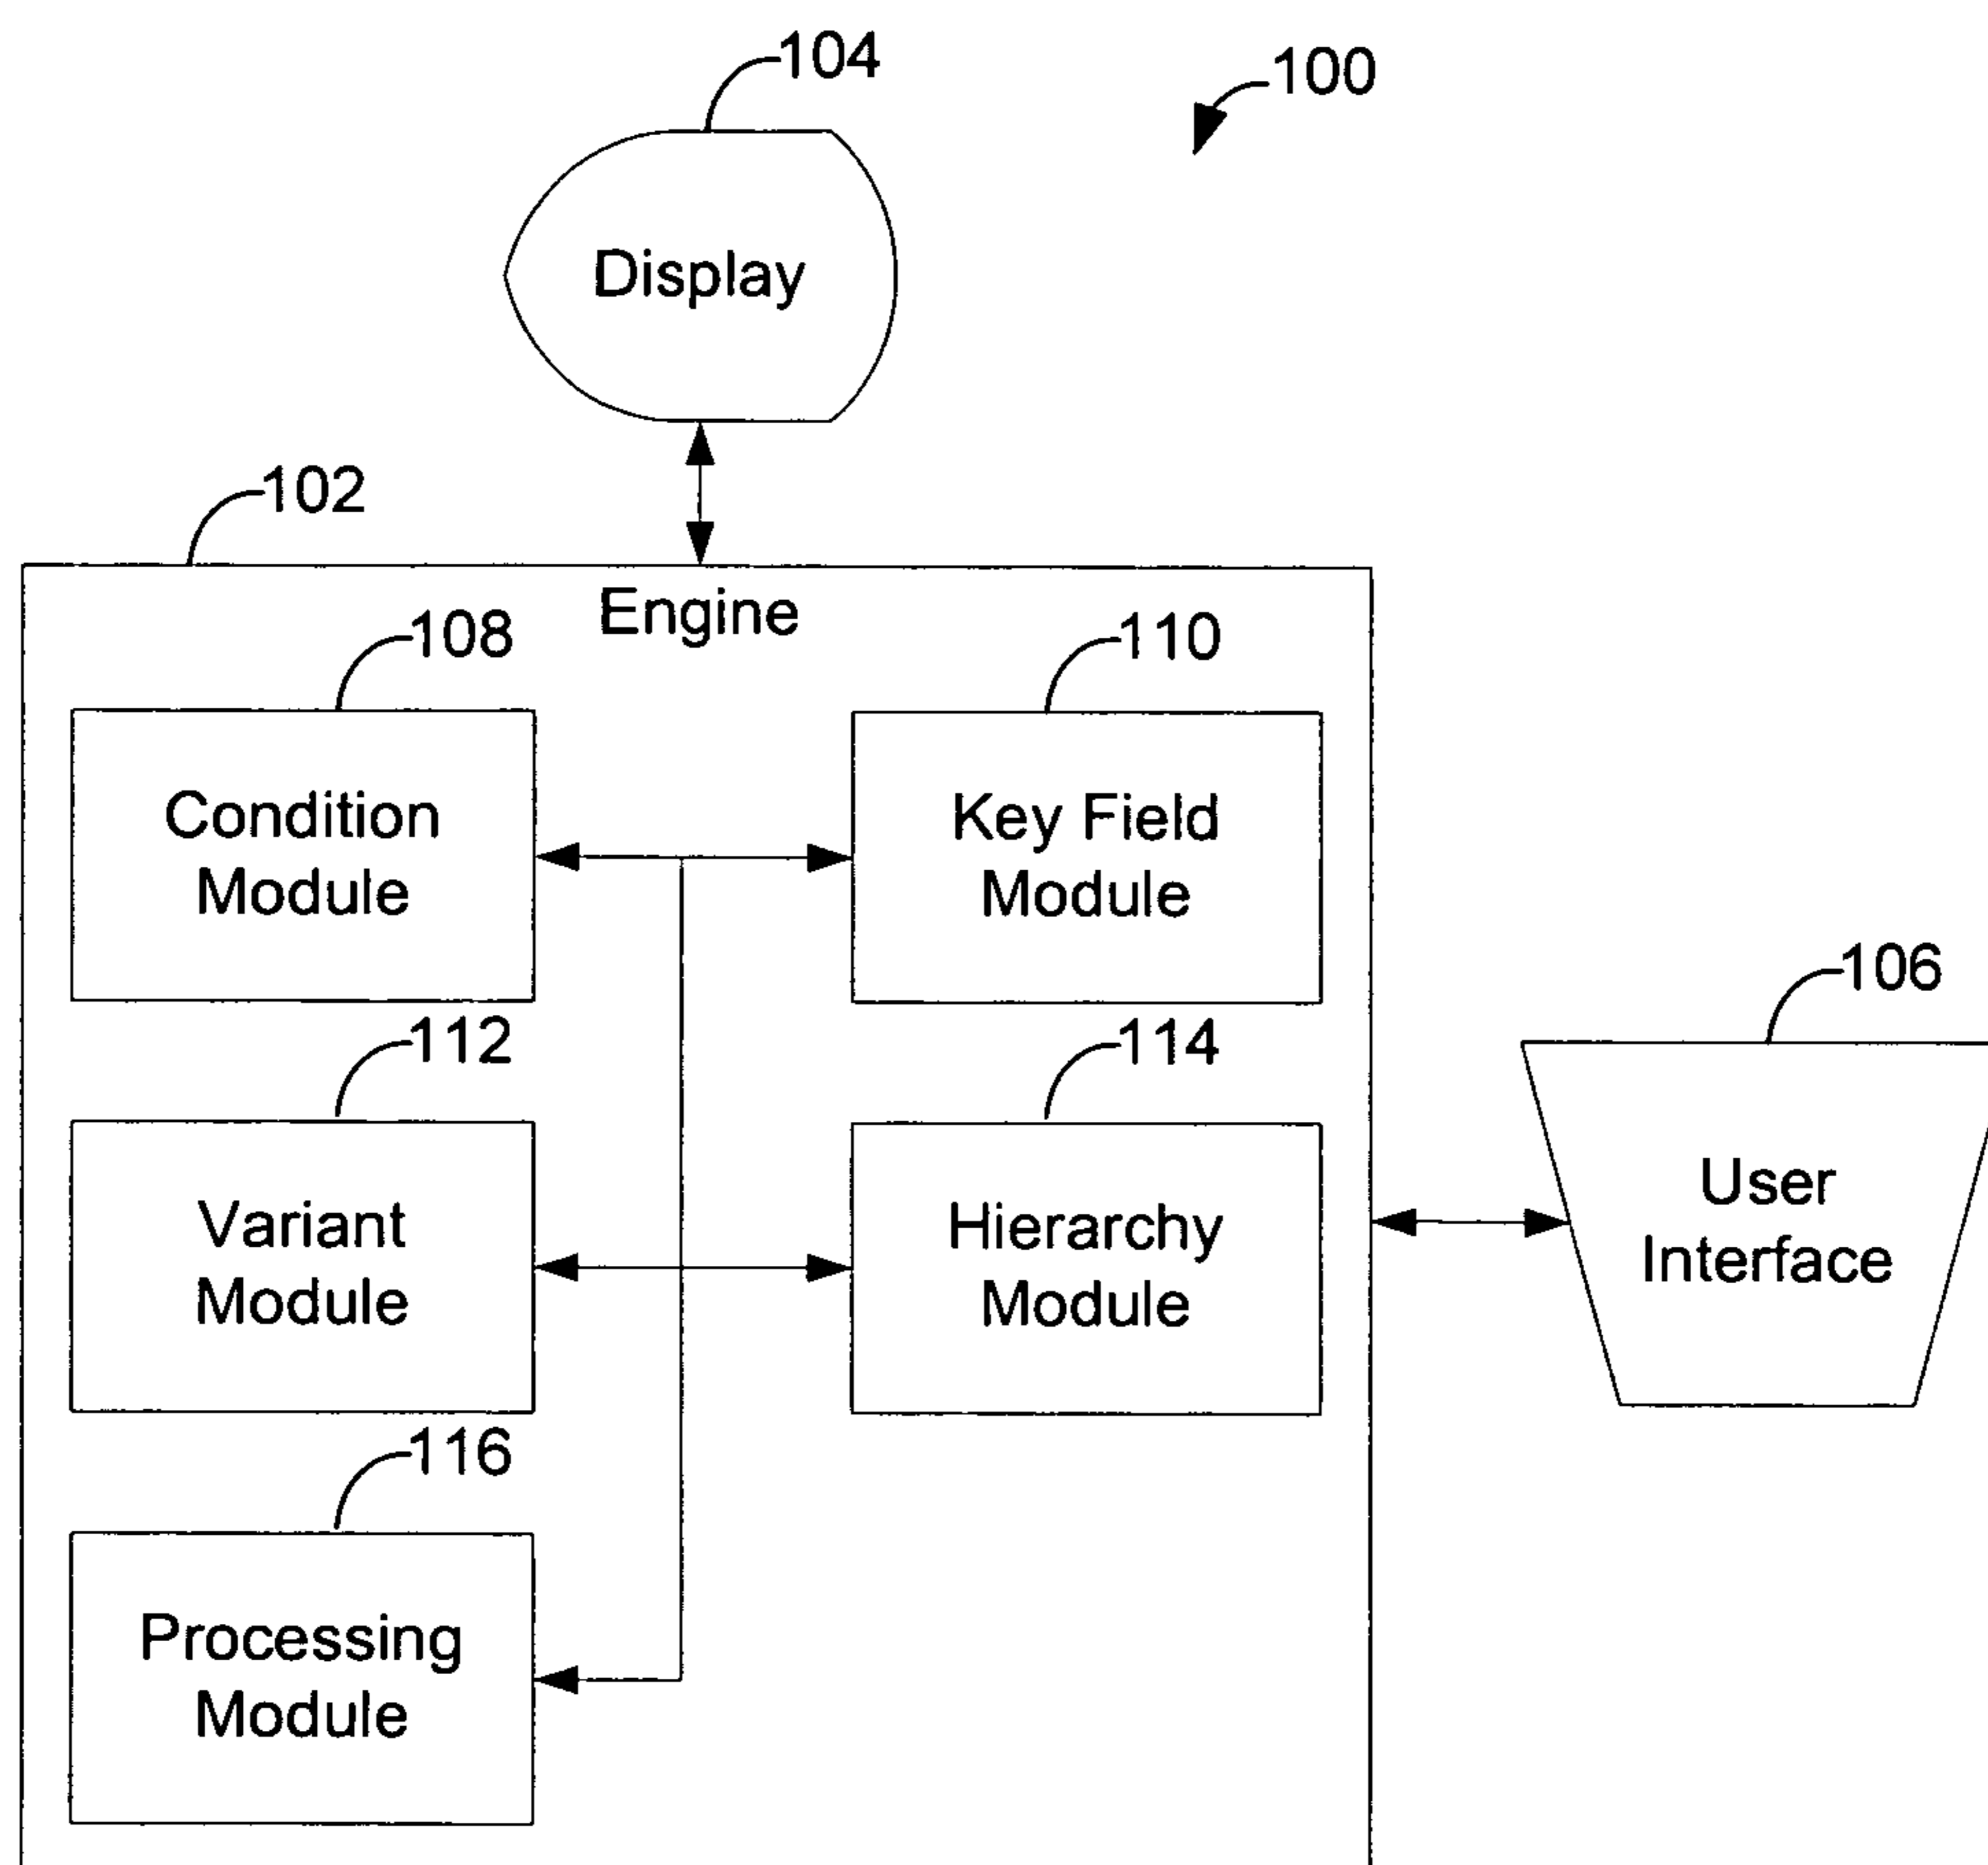 104
100
Display
102
Engine
108
110
Condition
Module
Key Field
Module
106
112
114
Variant
Module
Hierarchy
Module
User
Interface
116
Processing
Module